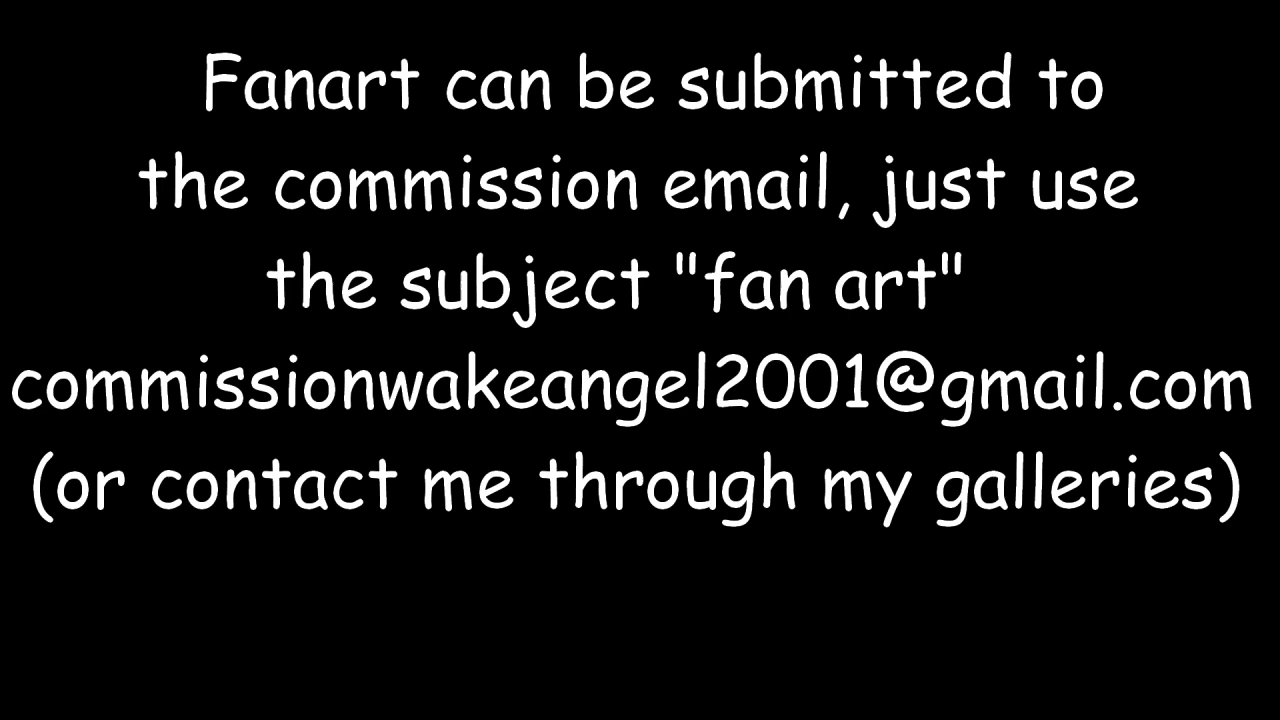 Fanart can be submitted to
the commission email, just use
the subject "fan art"
commissionwakeangel2001@gmail.com
(or contact me through my galleries)